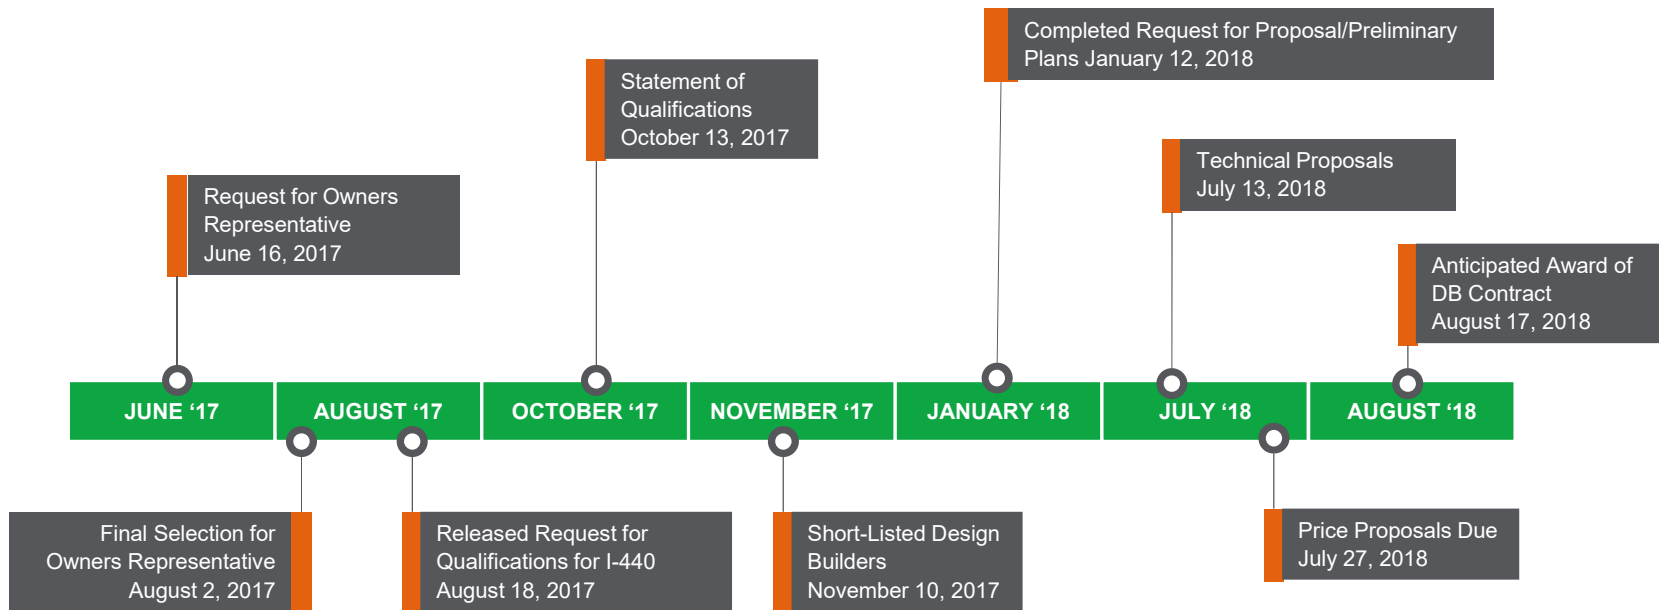 Completed Request for Proposal/Preliminary
Plans January 12, 2018
Statement of
Qualifications
October 13, 2017
Technical Proposals
July 13, 2018
Request for Owners
Representative
June 16, 2017
Anticipated Award of
DB Contract
August 17, 2018
JUNE ‘17
AUGUST ‘17
OCTOBER ‘17
NOVEMBER ‘17
JANUARY ‘18
JULY ‘18
AUGUST ‘18
Final Selection for
Owners Representative
August 2, 2017
Released Request for
Qualifications for I-440
August 18, 2017
Short-Listed Design
Builders
November 10, 2017
Price Proposals Due
July 27, 2018